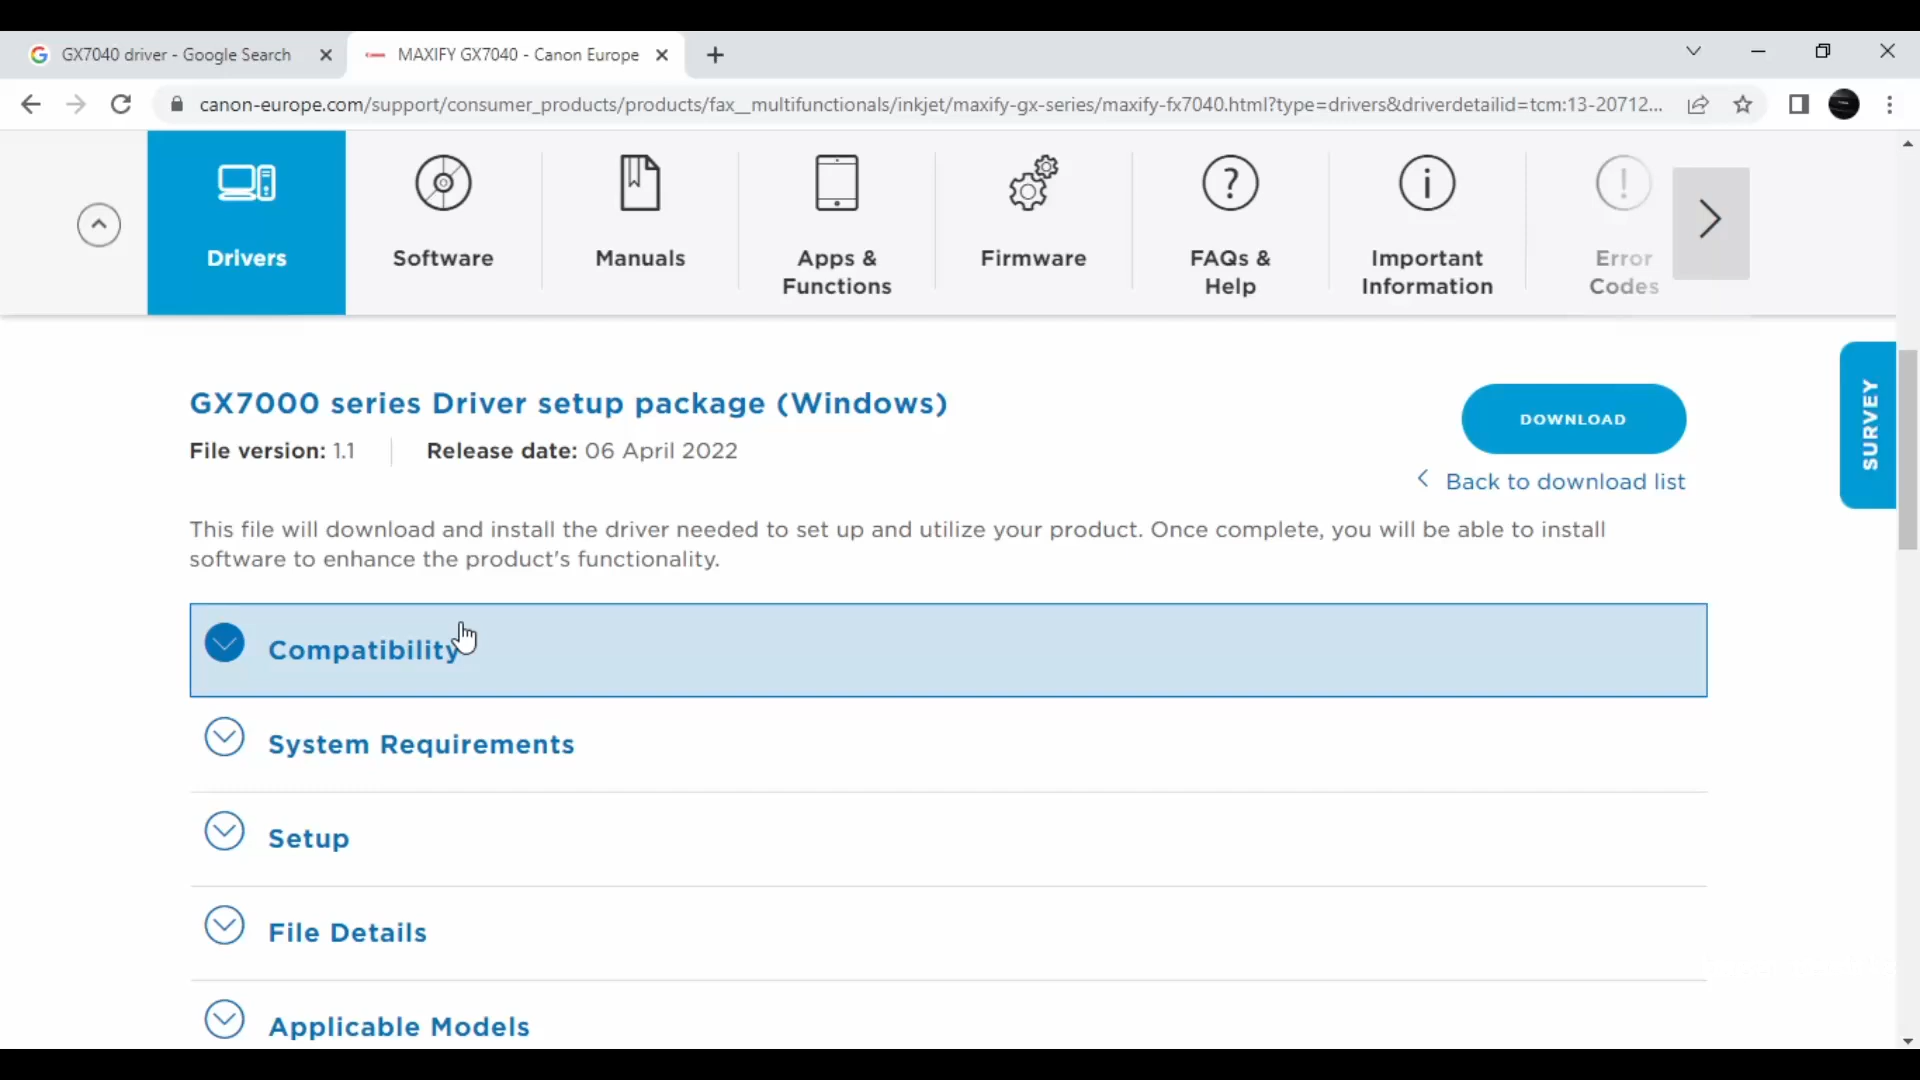 GX7040 driver - Google Search
MAXIFY GX7040 - Canon Europe
canon-europe.com/support/consumer_products/products/fax__multifunctionals/inkjet/maxify-gx-series/maxify-fx7040.html?type=drivers&driverdetailid=tcm:13-20712...
Drivers
Software
Manuals
Apps &
Functions
Firmware
FAQs &
Help
Important
Information
Error
Codes
GX7000 series Driver setup package (Windows)
DOWNLOAD
SURVEY
File version: 1.1
Release date: 06 April 2022
Back to download list
This file will download and install the driver needed to set up and utilize your product. Once complete, you will be able to install
software to enhance the product's functionality.
Compatibility
System Requirements
Setup
File Details
Applicable Models